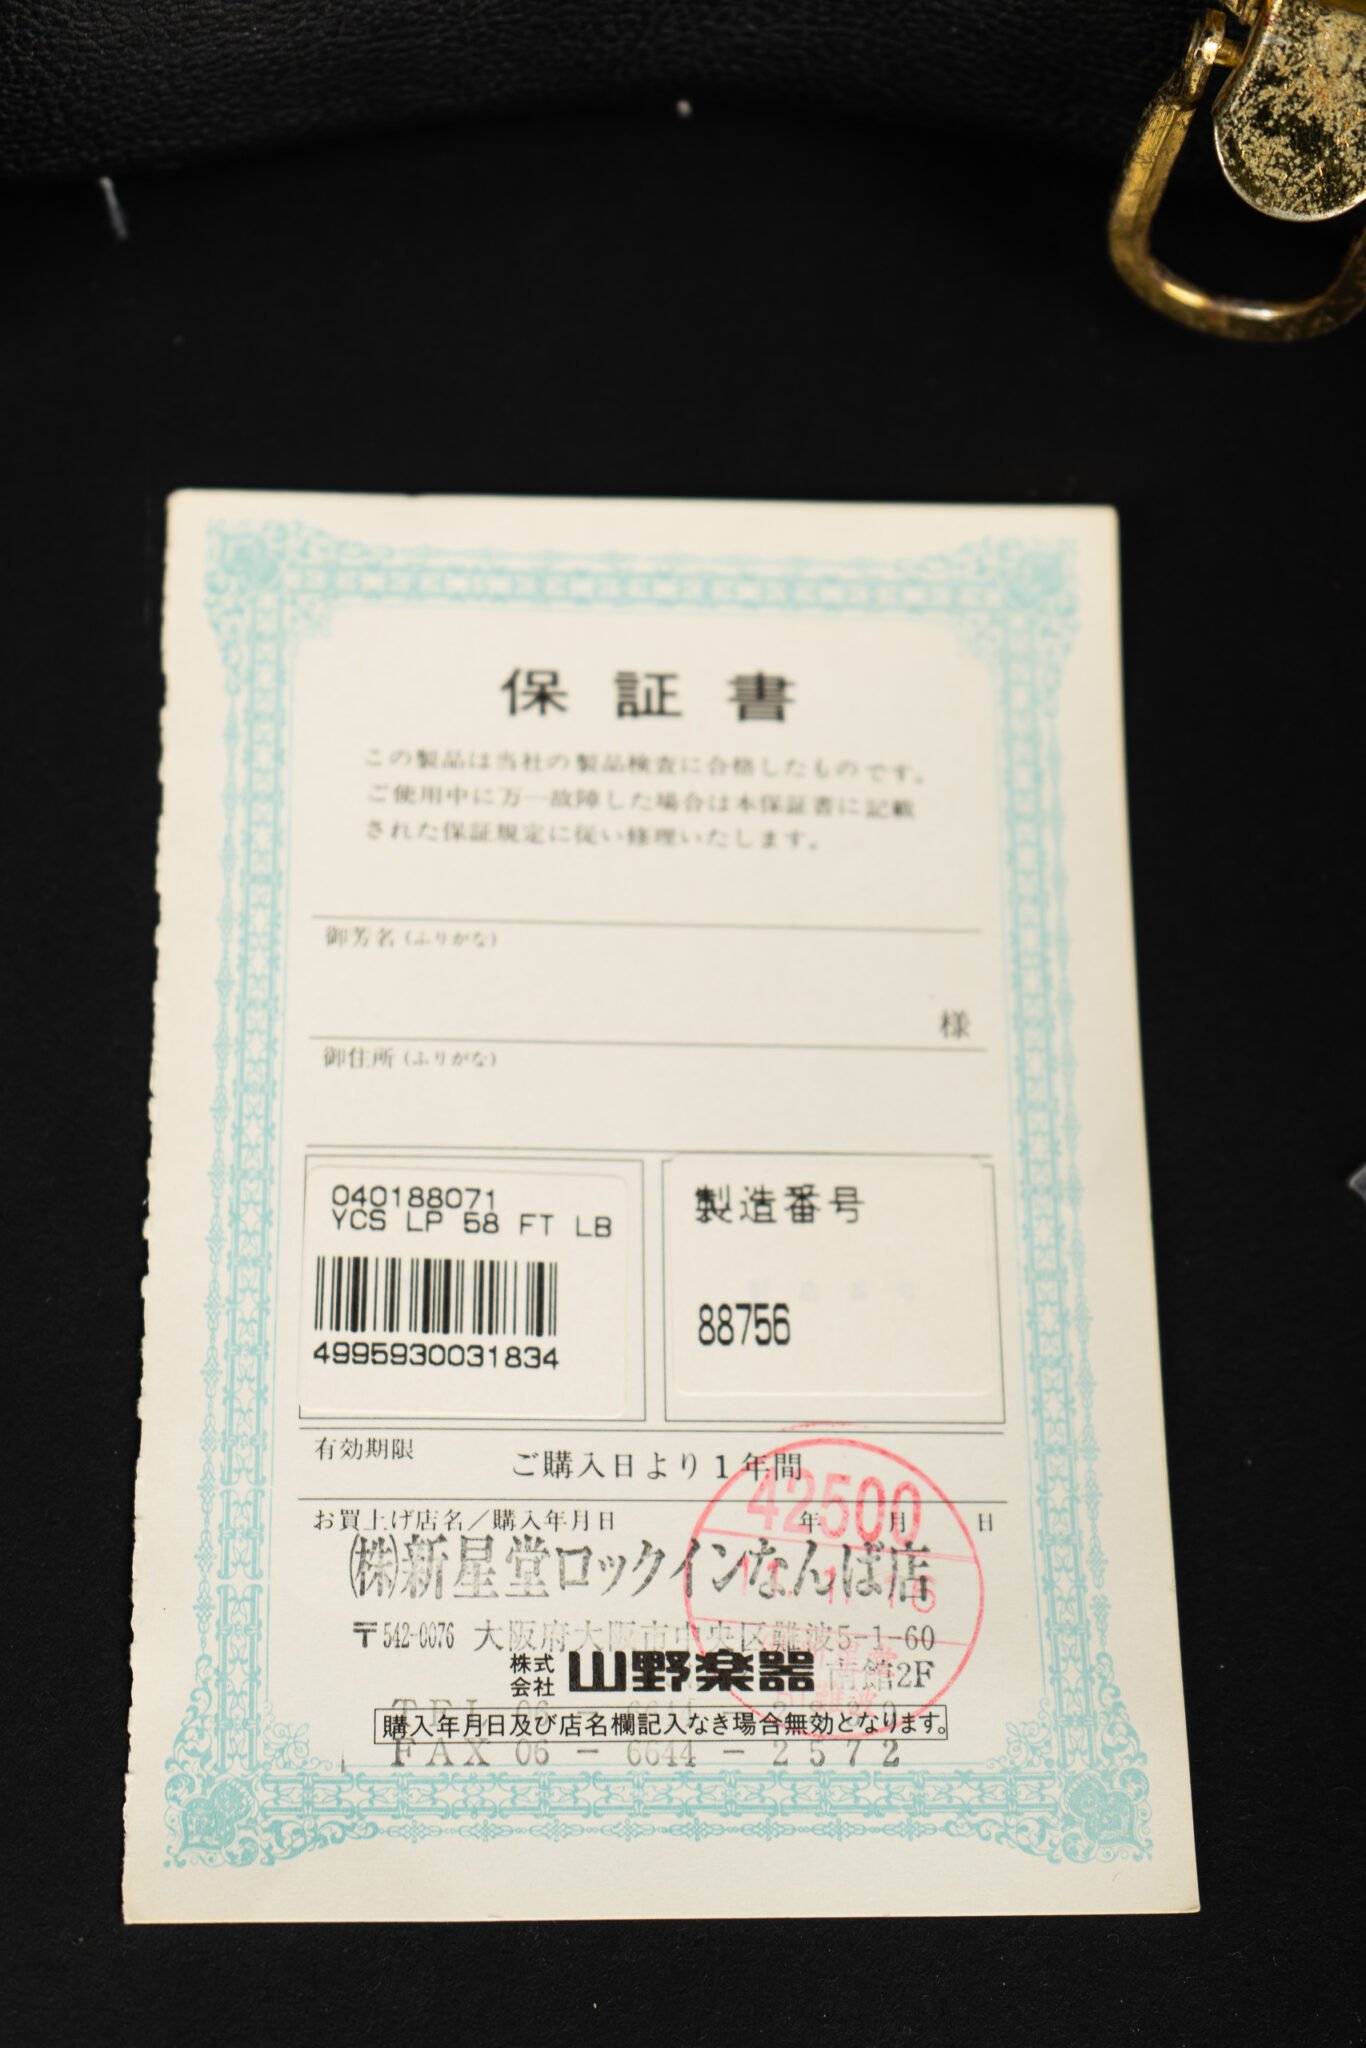 保証書
この製品は当社の製品検査に合格したものです。
ご使用中に万一故障した場合は本保証書に記載
された保証規定に従い修理いたします。
御芳名(ふりがな)
様
御住所(ふりがな)
040188071
YCS LP 58 FT LB
4995930031834
製造番号
88756
有効期限
ご購入日より1年間
お買上げ店名／購入年月日 年 月 日
42500
㈱新星堂ロックインなんば店
〒542-0076 大阪府大阪市中央区難波5-1-60
南館2F
株式会社 山野楽器
TEL 06 - 6644 -
購入年月日及び店名欄記入なき場合無効となります。
FAX 06 - 6644 - 2572